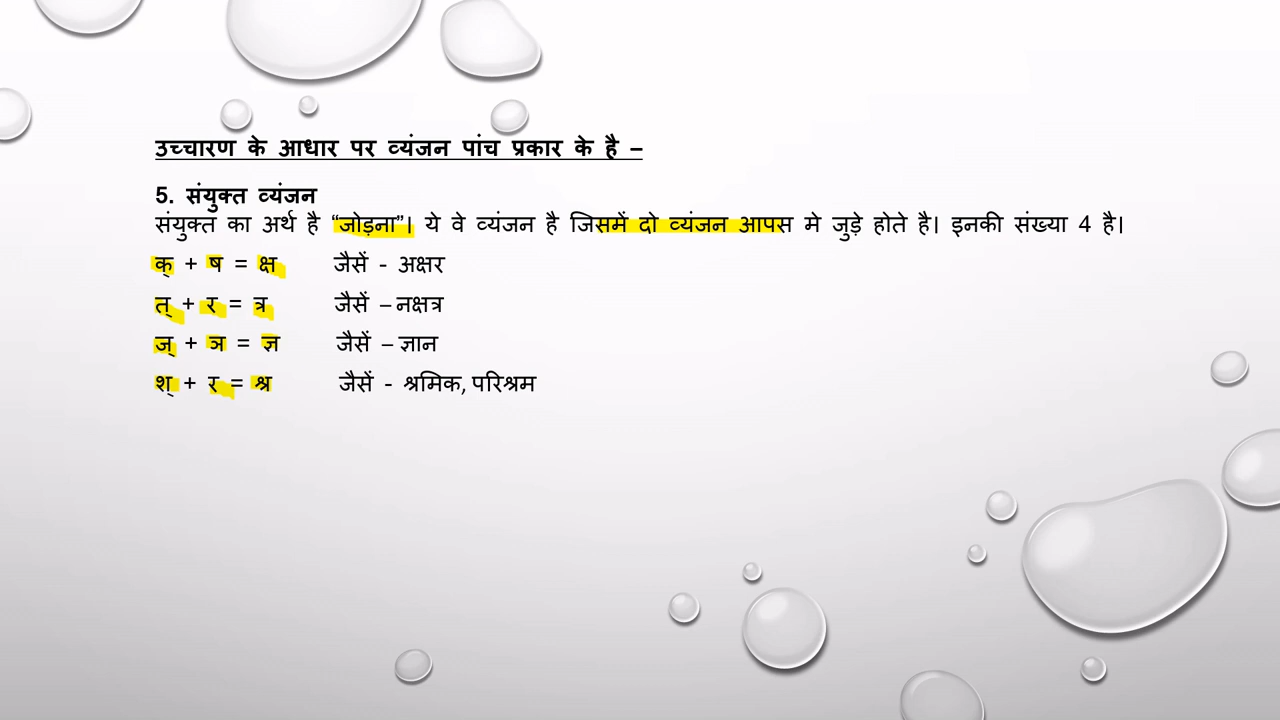 उच्चारण के आधार पर व्यंजन पांच प्रकार के है –
5. संयुक्त व्यंजन
संयुक्त का अर्थ है “जोड़ना”। ये वे व्यंजन है जिसमें दो व्यंजन आपस मे जुड़े होते है। इनकी संख्या 4 है।
क् + ष = क्ष जैसें - अक्षर
त् + र = त्र जैसें – नक्षत्र
ज् + ञ = ज्ञ जैसें – ज्ञान
श् + र = श्र जैसें - श्रमिक, परिश्रम